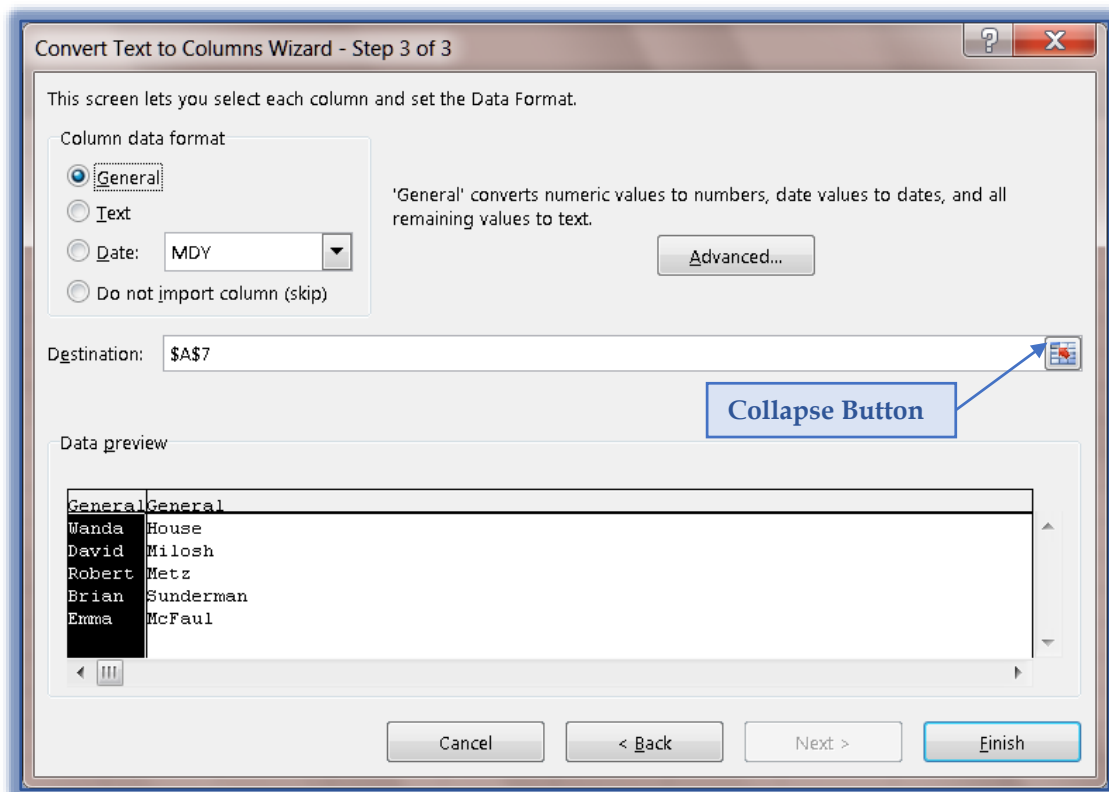 Convert Text to Columns Wizard - Step 3 of 3
? X
This screen lets you select each column and set the Data Format.
Column data format
General
Text
Date: MDY
Do not import column (skip)
'General' converts numeric values to numbers, date values to dates, and all
remaining values to text.
Advanced...
Destination: $A$7
Collapse Button
Data preview
General General
Wanda House
David Milosh
Robert Metz
Brian Sunderman
Emma McFaul
Cancel < Back Next > Finish